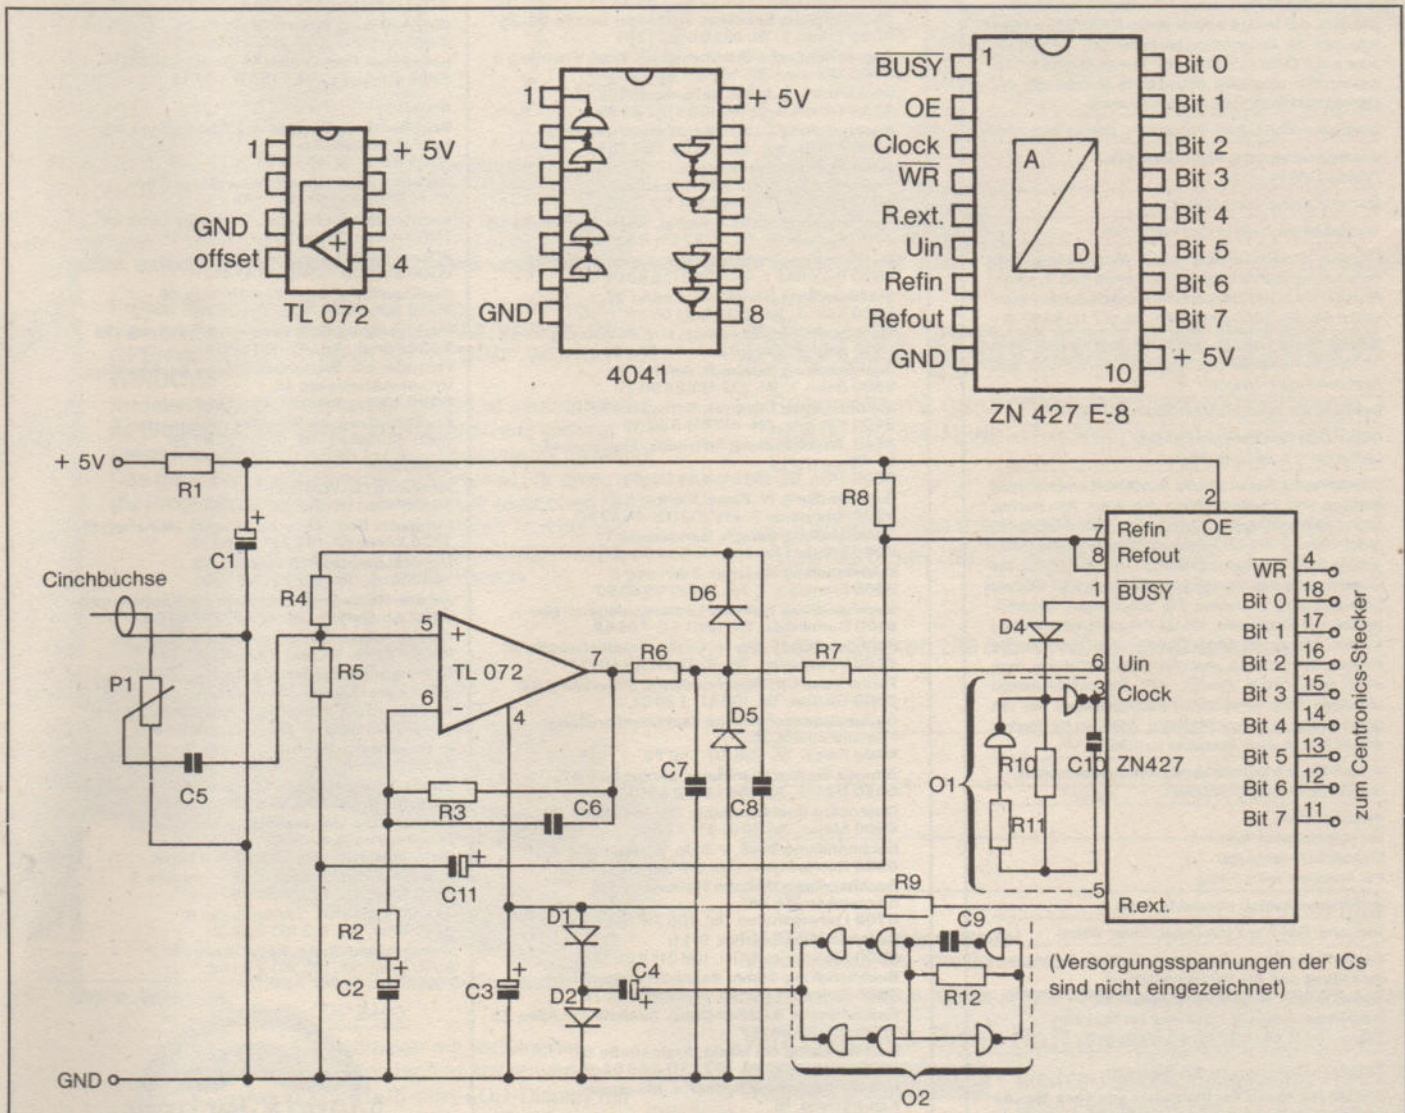 1
+ 5V
GND
offset
4
TL 072
1
+ 5V
GND
8
4041
BUSY
OE
Clock
WR
R.ext.
Uin
Refin
Refout
GND
1
A
D
10
Bit 0
Bit 1
Bit 2
Bit 3
Bit 4
Bit 5
Bit 6
Bit 7
+ 5V
ZN 427 E-8
+ 5V
R1
C1
+
Cinchbuchse
P1
C5
R4
R5
5
+
6
−
TL 072
7
4
R3
C6
C11
+
R2
C2
+
C3
+
D1
D2
C4
+
R6
R7
D6
D5
C7
C8
R8
R9
D4
O1
R10
R11
C10
C9
R12
O2
2
OE
7
Refin
8
Refout
1
BUSY
6
Uin
3
Clock
ZN427
5
R.ext.
WR
4
Bit 0
18
Bit 1
17
Bit 2
16
Bit 3
15
Bit 4
14
Bit 5
13
Bit 6
12
Bit 7
11
zum Centronics-Stecker
(Versorgungsspannungen der ICs
sind nicht eingezeichnet)
GND